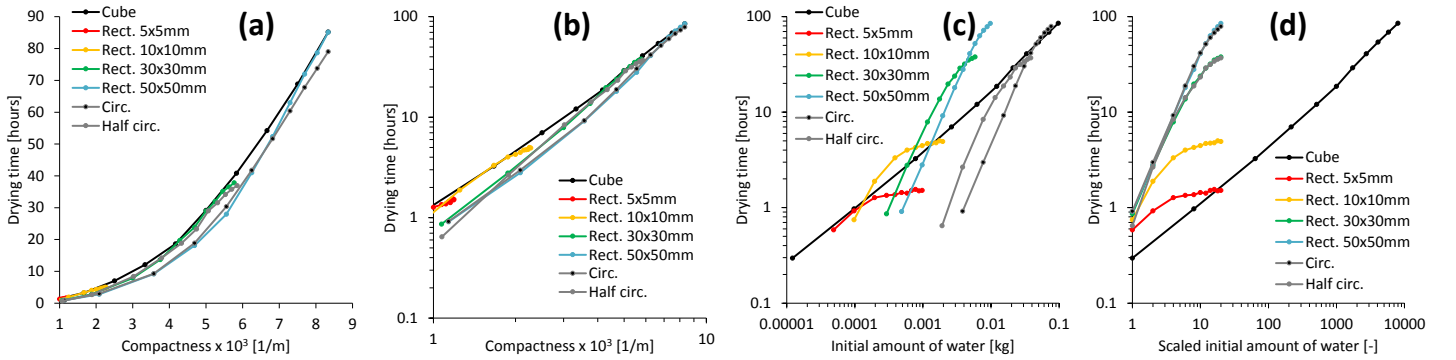 (a)
90
80
70
60
50
40
30
20
10
0
1
2
3
4
5
6
7
8
9
Drying time [hours]
Compactness x 10³ [1/m]
Cube
Rect. 5x5mm
Rect. 10x10mm
Rect. 30x30mm
Rect. 50x50mm
Circ.
Half circ.
(b)
100
10
1
0.1
1
10
Drying time [hours]
Compactness x 10³ [1/m]
Cube
Rect. 5x5mm
Rect. 10x10mm
Rect. 30x30mm
Rect. 50x50mm
Circ.
Half circ.
(c)
100
10
1
0.1
0.00001
0.0001
0.001
0.01
0.1
Drying time [hours]
Initial amount of water [kg]
Cube
Rect. 5x5mm
Rect. 10x10mm
Rect. 30x30mm
Rect. 50x50mm
Circ.
Half circ.
(d)
100
10
1
0.1
1
10
100
1000
10000
Drying time [hours]
Scaled initial amount of water [-]
Cube
Rect. 5x5mm
Rect. 10x10mm
Rect. 30x30mm
Rect. 50x50mm
Circ.
Half circ.